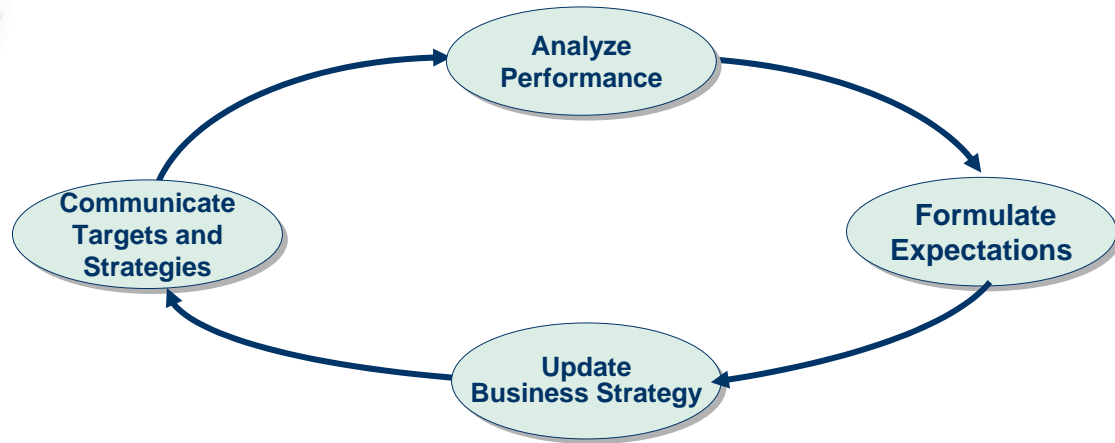 Analyze
Performance
Formulate
Expectations
Update
Business Strategy
Communicate
Targets and
Strategies